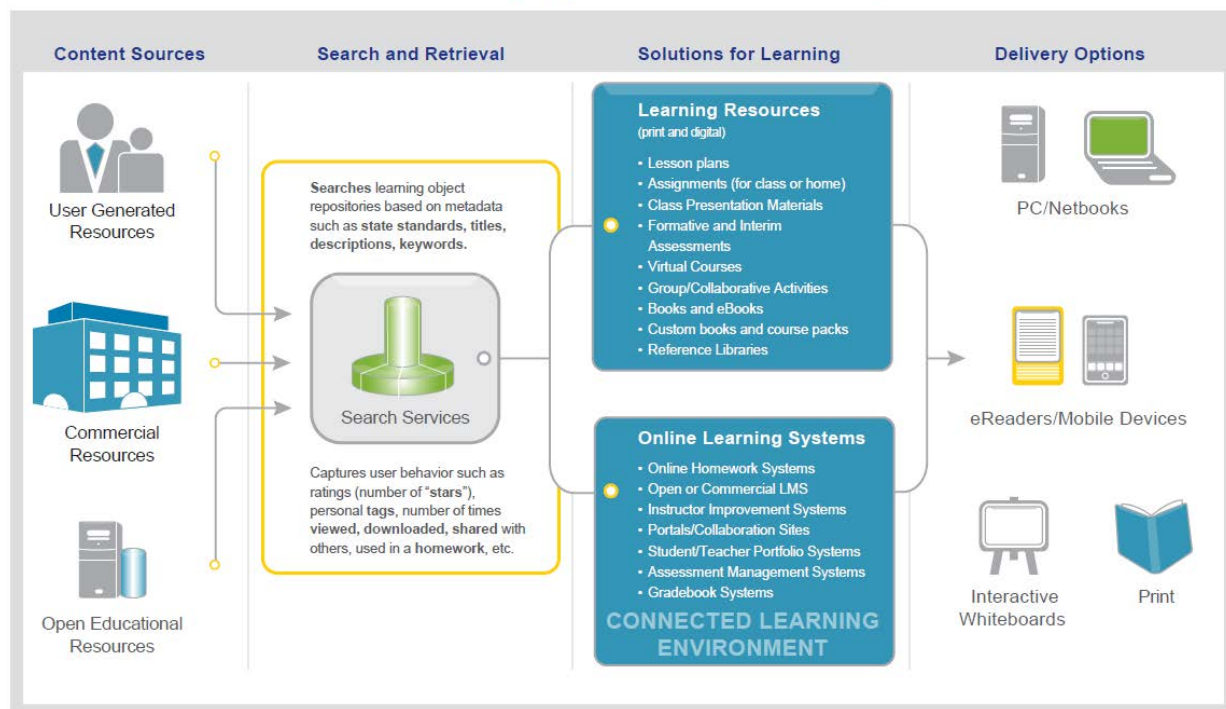 Content Sources
Search and Retrieval
Solutions for Learning
Delivery Options
User Generated
Resources
Commercial
Resources
Open Educational
Resources
Searches learning object
repositories based on metadata
such as state standards, titles,
descriptions, keywords.
Search Services
Captures user behavior such as
ratings (number of “stars”),
personal tags, number of times
viewed, downloaded, shared with
others, used in a homework, etc.
Learning Resources
(print and digital)
• Lesson plans
• Assignments (for class or home)
• Class Presentation Materials
• Formative and Interim
Assessments
• Virtual Courses
• Group/Collaborative Activities
• Books and eBooks
• Custom books and course packs
• Reference Libraries
Online Learning Systems
• Online Homework Systems
• Open or Commercial LMS
• Instructor Improvement Systems
• Portals/Collaboration Sites
• Student/Teacher Portfolio Systems
• Assessment Management Systems
• Gradebook Systems
CONNECTED LEARNING
ENVIRONMENT
PC/Netbooks
eReaders/Mobile Devices
Interactive
Whiteboards
Print